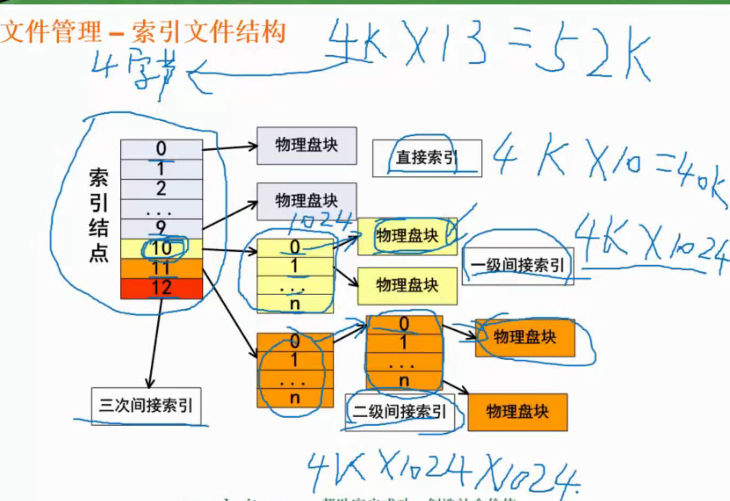 文件管理 – 索引文件结构
4K×13=52K
4字节
索引结点
0
1
2
...
9
10
11
12
物理盘块
物理盘块
直接索引
4K×10=40K
1024
0
1
...
n
物理盘块
物理盘块
一级间接索引
4K×1024
0
1
...
n
0
1
...
n
物理盘块
物理盘块
三次间接索引
二级间接索引
4K×1024×1024